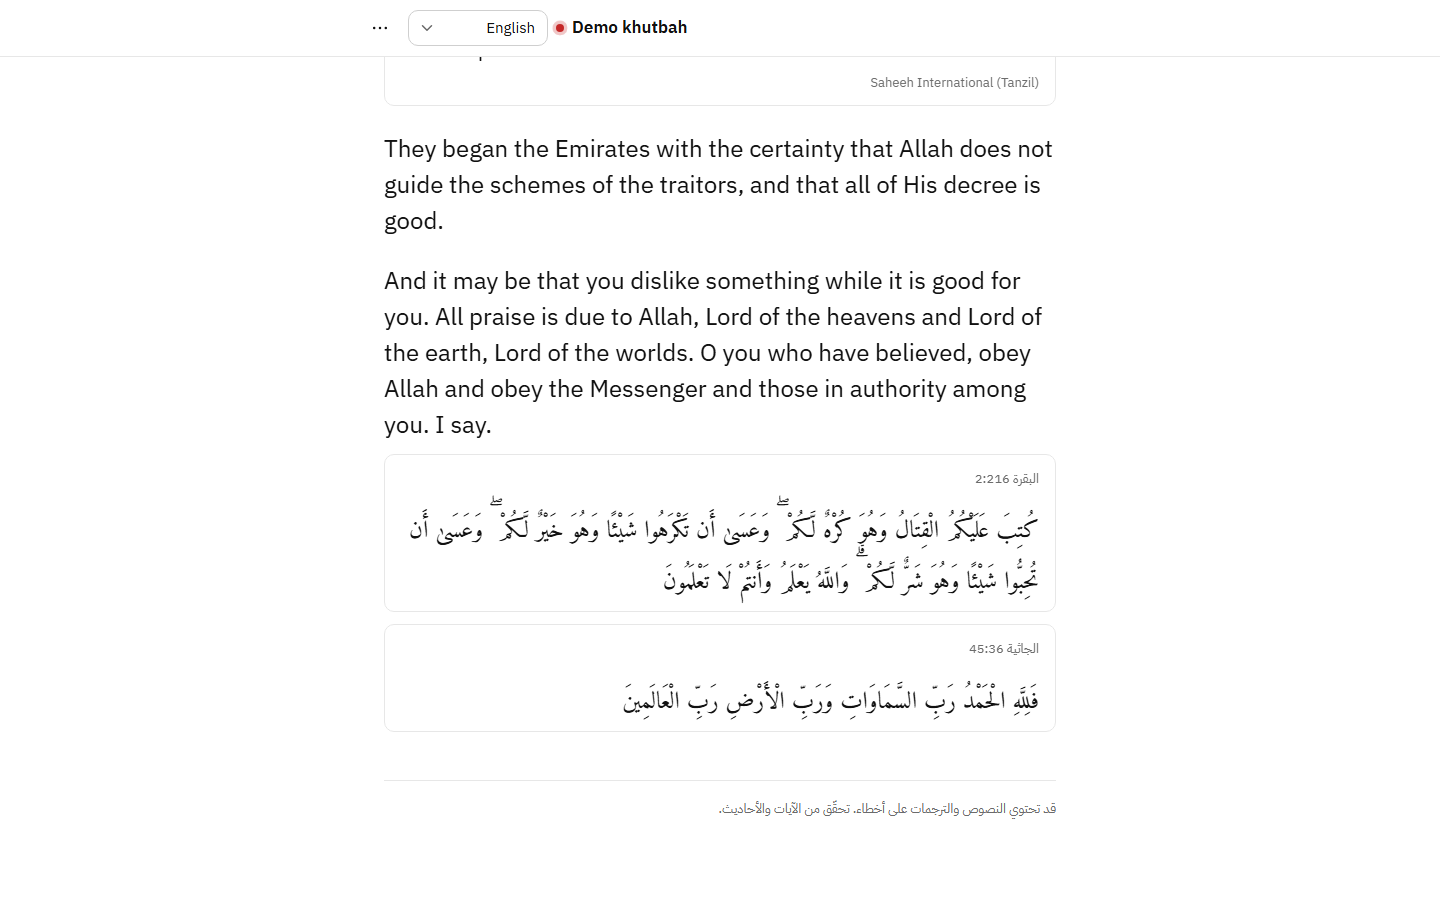 English
Demo khutbah
Saheeh International (Tanzil)
They began the Emirates with the certainty that Allah does not
guide the schemes of the traitors, and that all of His decree is
good.
And it may be that you dislike something while it is good for
you. All praise is due to Allah, Lord of the heavens and Lord of
the earth, Lord of the worlds. O you who have believed, obey
Allah and obey the Messenger and those in authority among
you. I say.
البقرة 2:216
كُتِبَ عَلَيْكُمُ الْقِتَالُ وَهُوَ كُرْهٌ لَّكُمْ ۖ وَعَسَىٰ أَن تَكْرَهُوا شَيْئًا وَهُوَ خَيْرٌ لَّكُمْ ۖ وَعَسَىٰ أَن
تُحِبُّوا شَيْئًا وَهُوَ شَرٌّ لَّكُمْ ۗ وَاللَّهُ يَعْلَمُ وَأَنتُمْ لَا تَعْلَمُونَ
الجاثية 45:36
فَلِلَّهِ الْحَمْدُ رَبِّ السَّمَاوَاتِ وَرَبِّ الْأَرْضِ رَبِّ الْعَالَمِينَ
قد تحتوي النصوص والترجمات على أخطاء. تحقّق من الآيات والأحاديث.